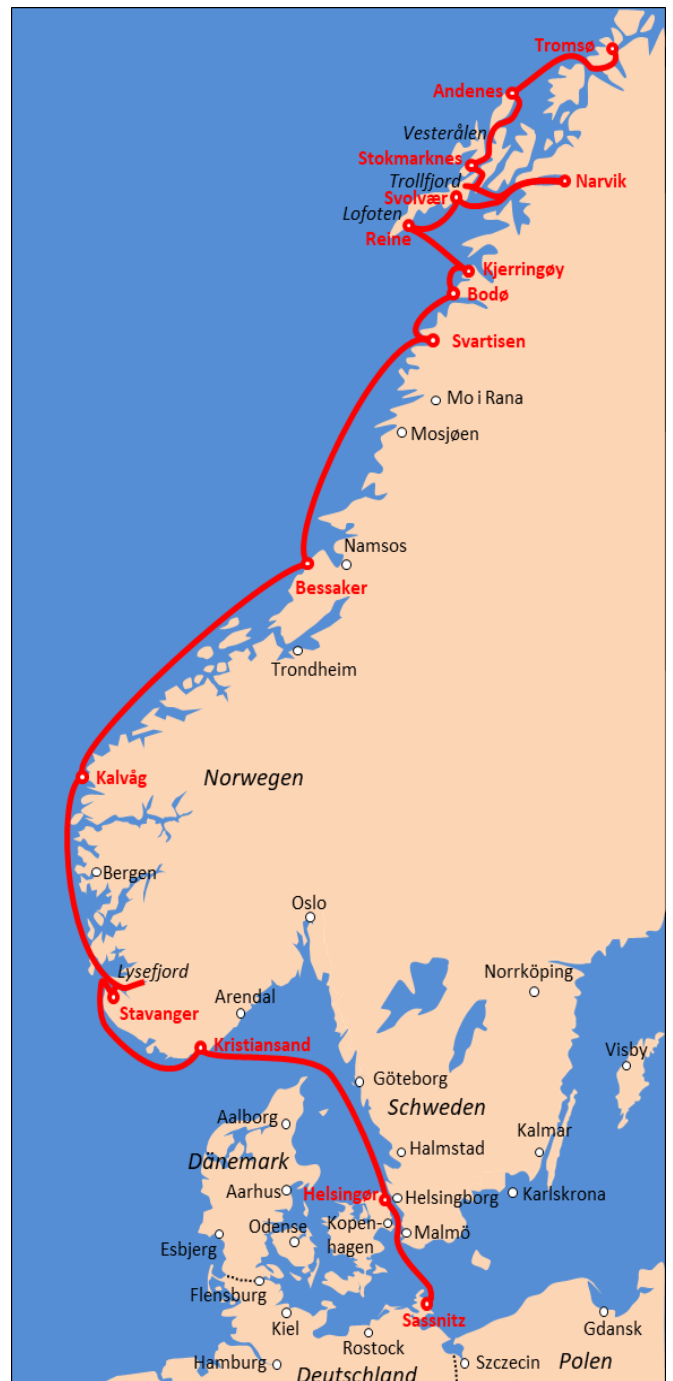 Tromsø
Andenes
Vesterålen
Stokmarknes
Trollfjord
Narvik
Svolvær
Lofoten
Reine
Kjerringøy
Bodø
Svartisen
Mo i Rana
Mosjøen
Namsos
Bessaker
Trondheim
Kalvåg
Norwegen
Bergen
Oslo
Lysefjord
Norrköping
Arendal
Stavanger
Kristiansand
Visby
Göteborg
Schweden
Aalborg
Kalmar
Halmstad
Dänemark
Aarhus
Helsingør
Helsingborg
Karlskrona
Kopen-
hagen
Odense
Malmö
Esbjerg
Flensburg
Sassnitz
Kiel
Gdansk
Rostock
Hamburg
Szczecin
Polen
Deutschland